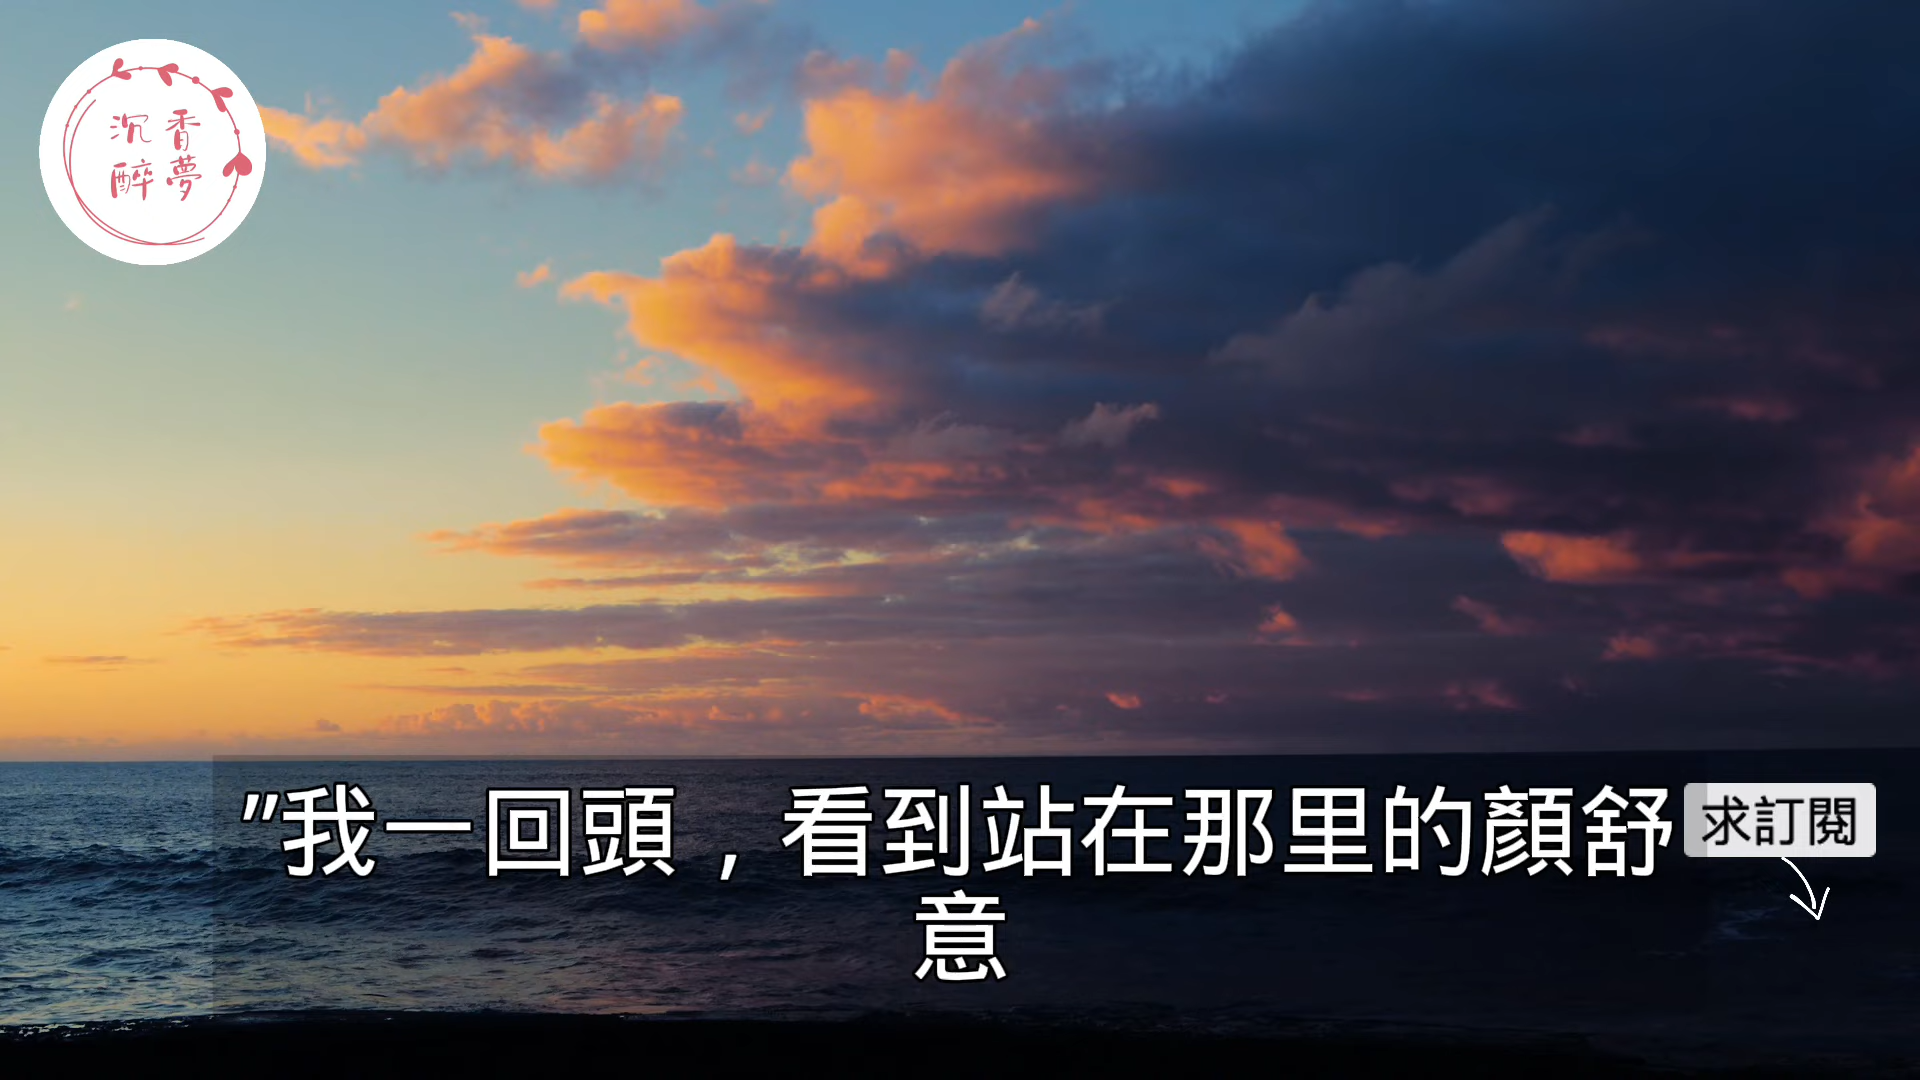 沉香
醉夢
"我一回頭，看到站在那里的顏舒
意
求訂閱